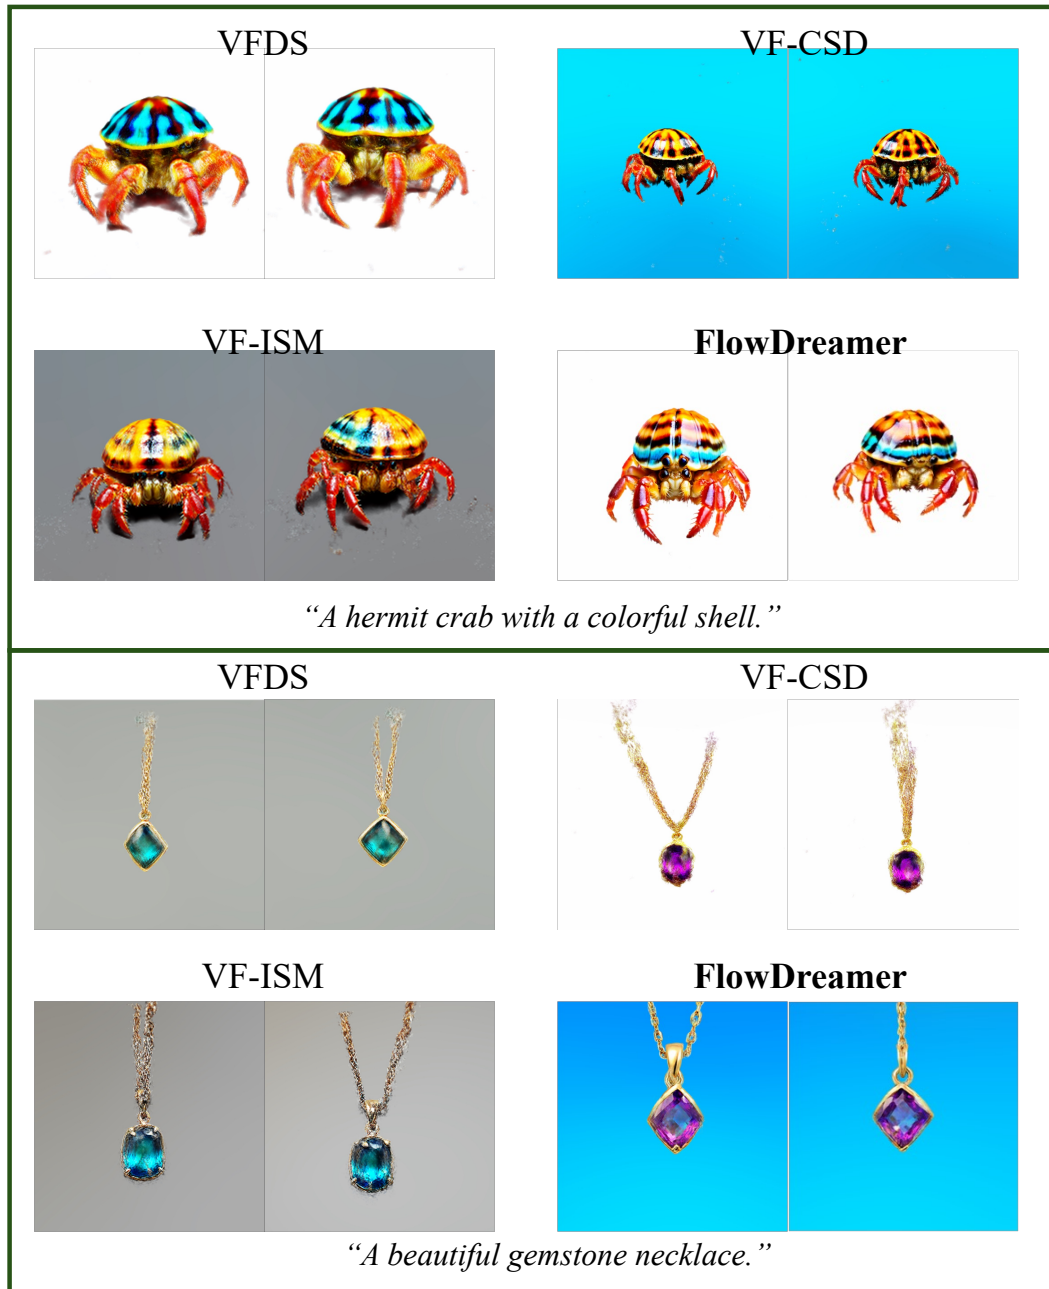 VFDS
VF-CSD
VF-ISM
FlowDreamer
“A hermit crab with a colorful shell.”
VFDS
VF-CSD
VF-ISM
FlowDreamer
“A beautiful gemstone necklace.”